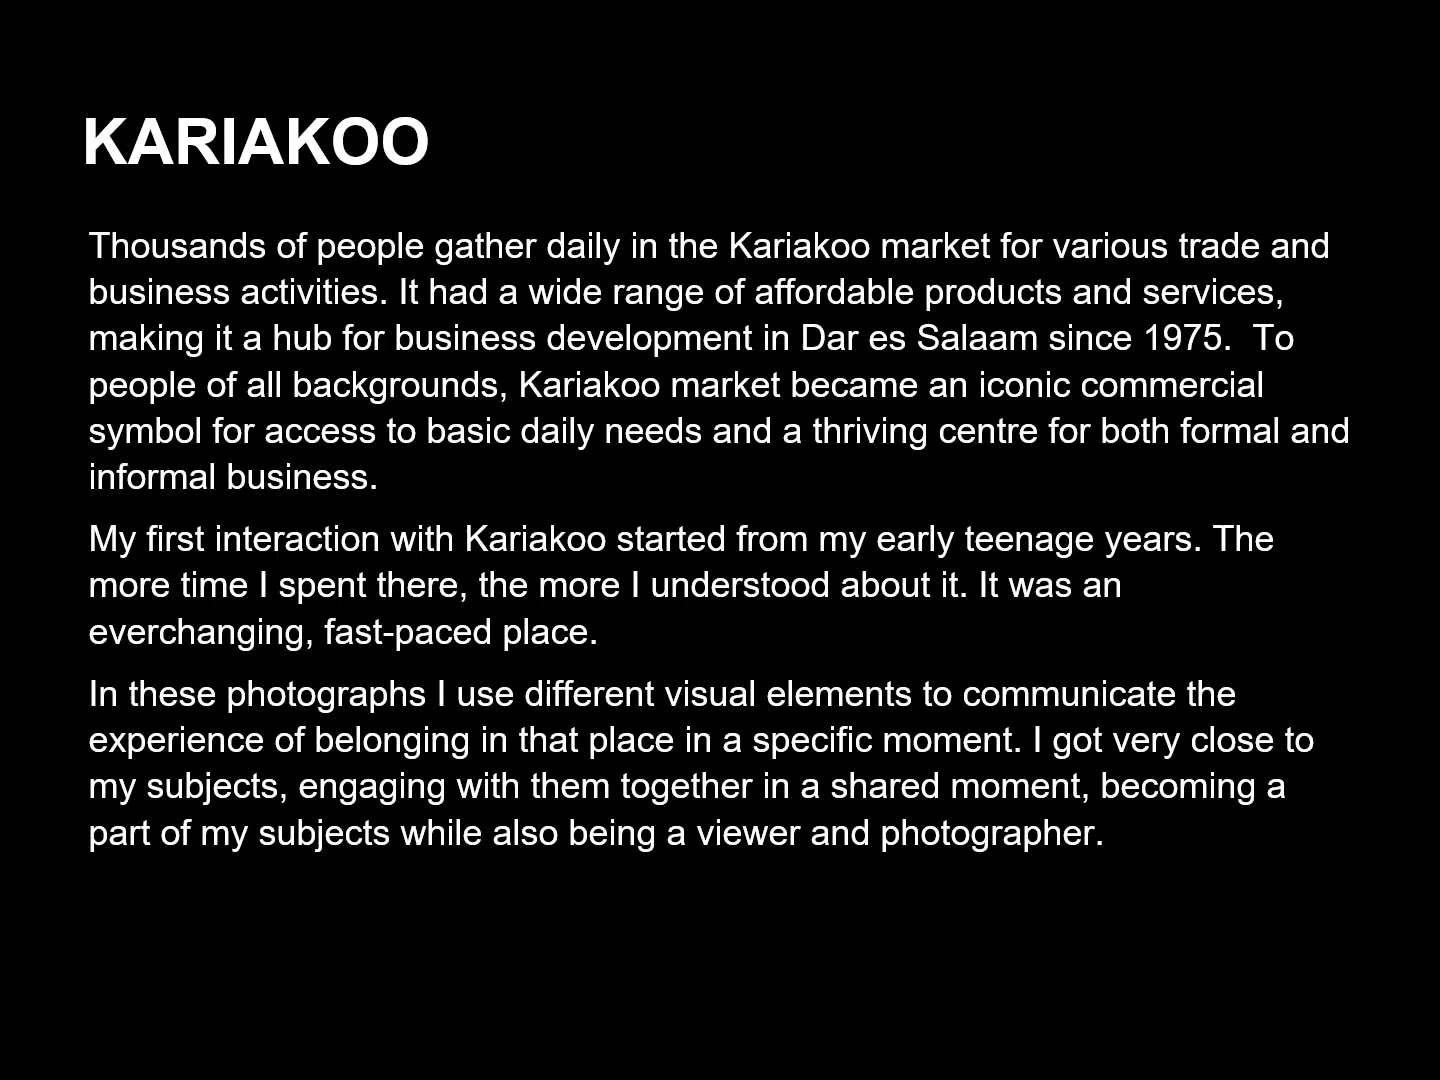 KARIAKOO
Thousands of people gather daily in the Kariakoo market for various trade and
business activities. It had a wide range of affordable products and services,
making it a hub for business development in Dar es Salaam since 1975.  To
people of all backgrounds, Kariakoo market became an iconic commercial
symbol for access to basic daily needs and a thriving centre for both formal and
informal business.
My first interaction with Kariakoo started from my early teenage years. The
more time I spent there, the more I understood about it. It was an
everchanging, fast-paced place.
In these photographs I use different visual elements to communicate the
experience of belonging in that place in a specific moment. I got very close to
my subjects, engaging with them together in a shared moment, becoming a
part of my subjects while also being a viewer and photographer.